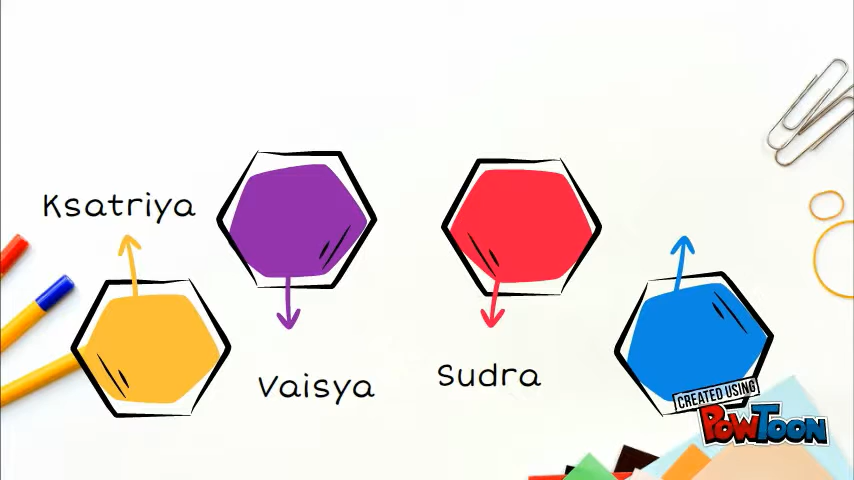 Ksatriya
Vaisya
Sudra
CREATED USING
POWTOON